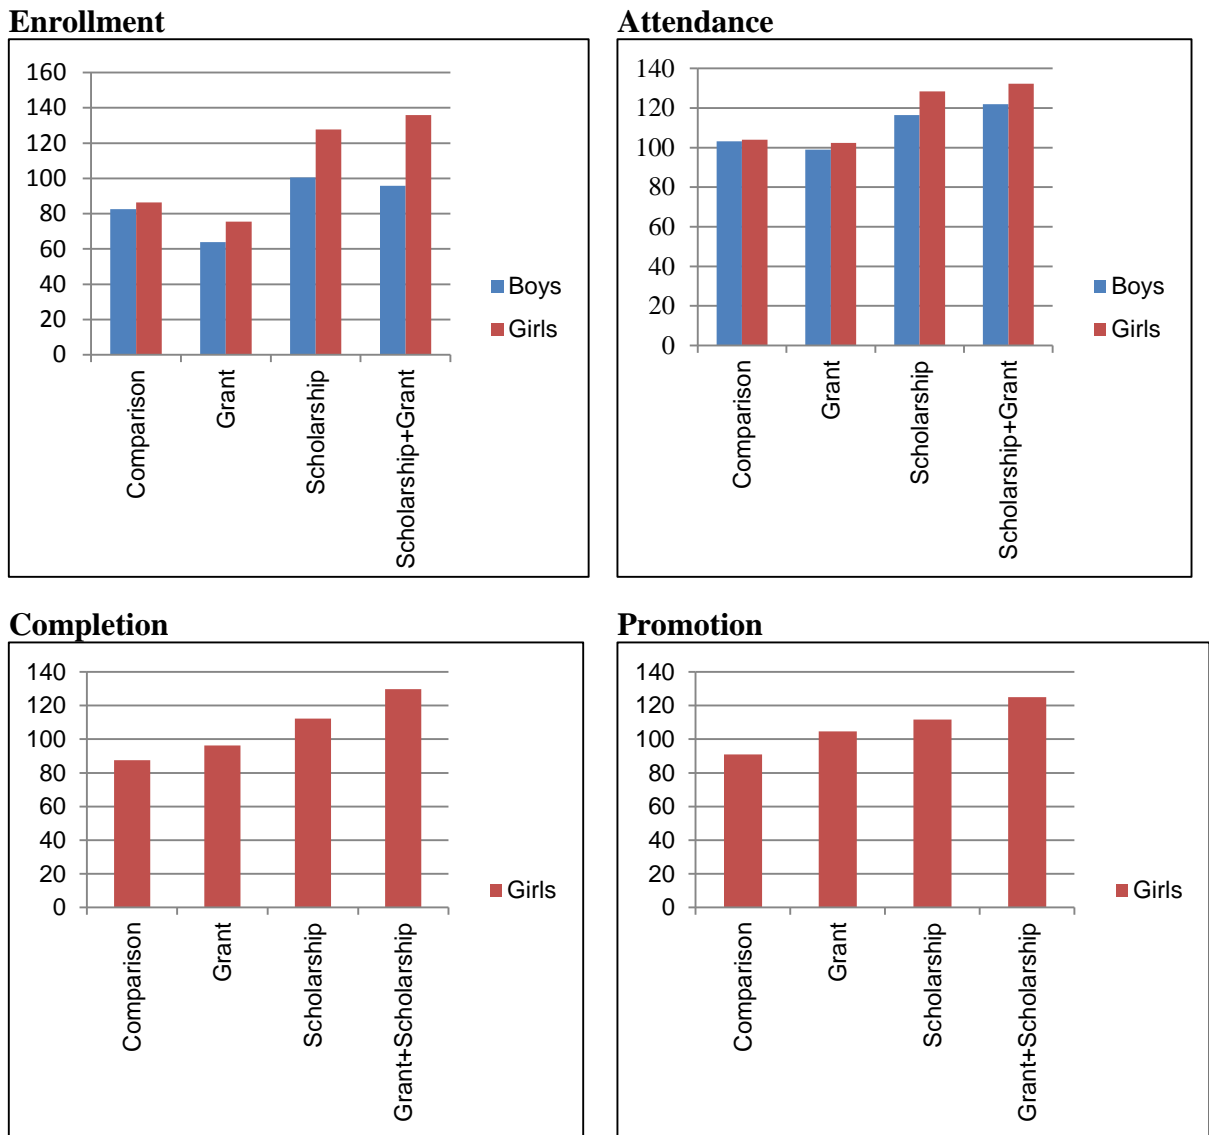 Enrollment
160
140
120
100
80
60
40
20
0
Comparison
Grant
Scholarship
Scholarship+Grant
Boys
Girls
Attendance
140
120
100
80
60
40
20
0
Comparison
Grant
Scholarship
Scholarship+Grant
Boys
Girls
Completion
140
120
100
80
60
40
20
0
Comparison
Grant
Scholarship
Grant+Scholarship
Girls
Promotion
140
120
100
80
60
40
20
0
Comparison
Grant
Scholarship
Grant+Scholarship
Girls